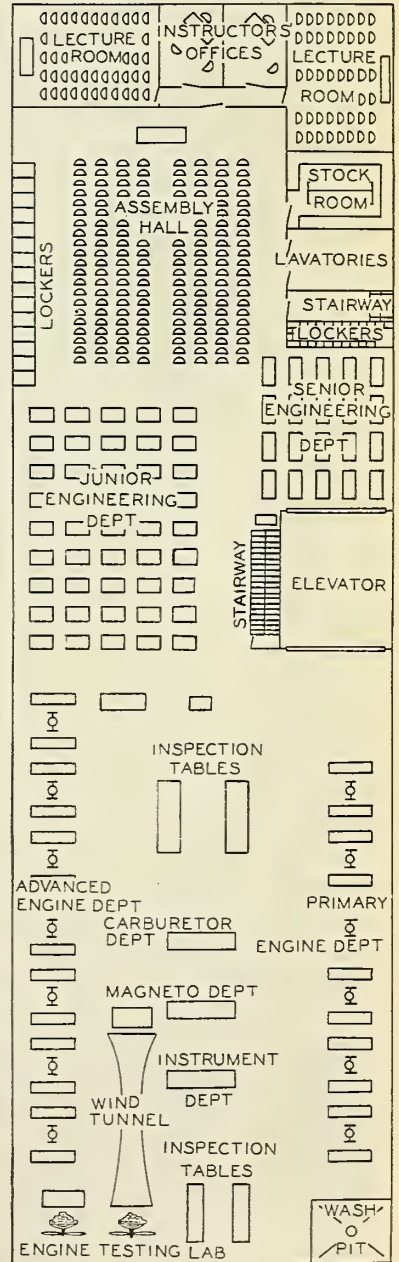 LECTURE
ROOM
INSTRUCTORS'
OFFICES
LECTURE
ROOM
STOCK
ROOM
ASSEMBLY
HALL
LOCKERS
LAVATORIES
STAIRWAY
LOCKERS
SENIOR
ENGINEERING
DEPT
JUNIOR
ENGINEERING
DEPT
STAIRWAY
ELEVATOR
INSPECTION
TABLES
ADVANCED
ENGINE DEPT
PRIMARY
ENGINE DEPT
CARBURETOR
DEPT
MAGNETO DEPT
INSTRUMENT
DEPT
WIND
TUNNEL
INSPECTION
TABLES
WASH
PIT
ENGINE TESTING LAB